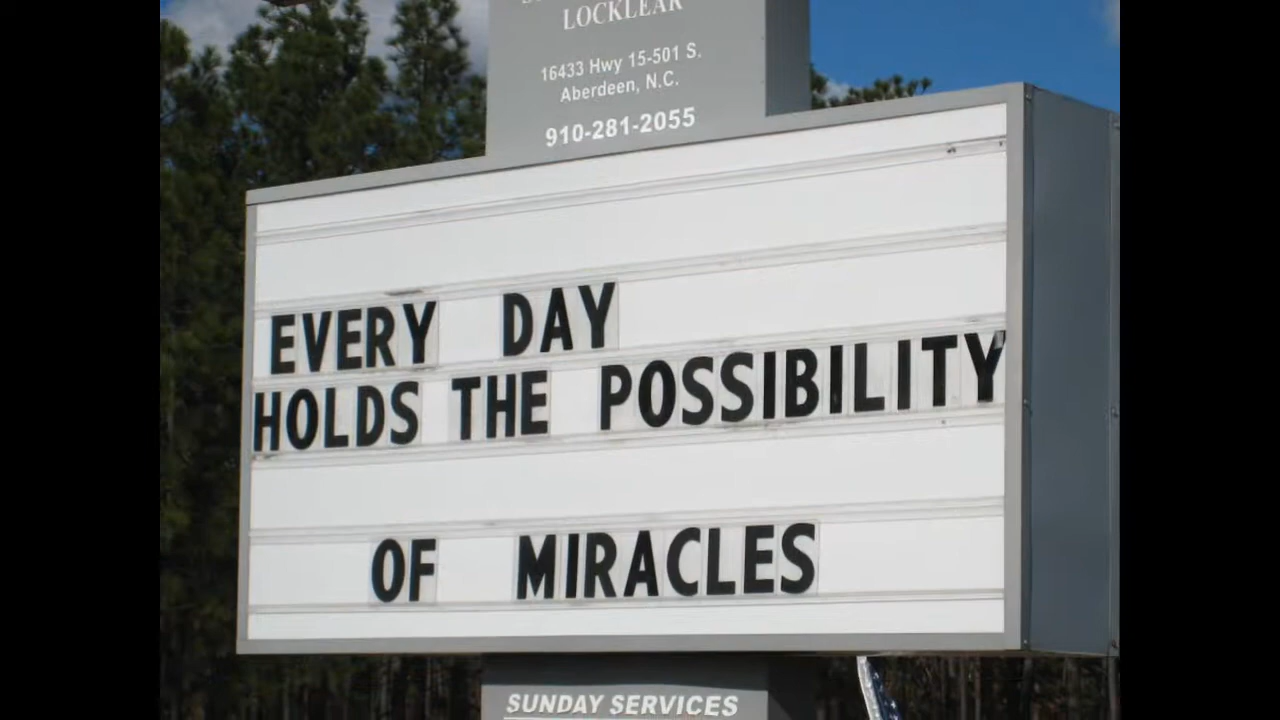 LOCKLEAR
16433 Hwy 15-501 S.
Aberdeen, N.C.
910-281-2055
EVERY DAY
HOLDS THE POSSIBILITY
OF MIRACLES
SUNDAY SERVICES